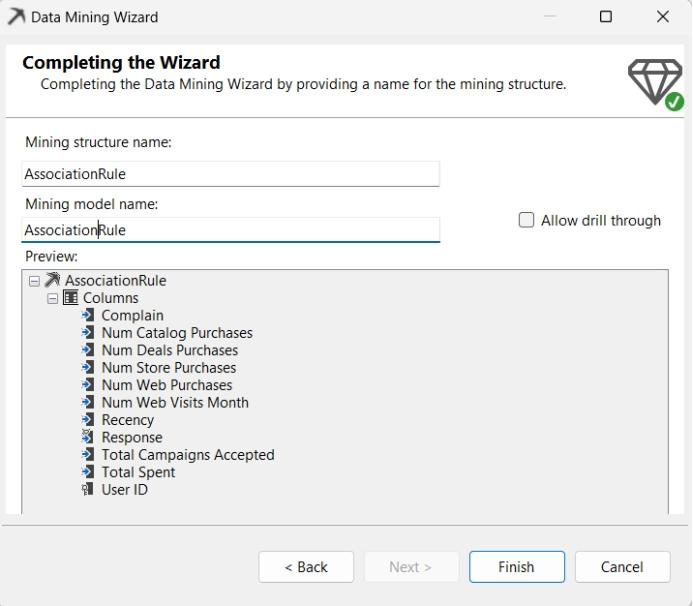 Data Mining Wizard
Completing the Wizard
Completing the Data Mining Wizard by providing a name for the mining structure.
Mining structure name:
AssociationRule
Mining model name:
AssociationRule
Allow drill through
Preview:
AssociationRule
Columns
Complain
Num Catalog Purchases
Num Deals Purchases
Num Store Purchases
Num Web Purchases
Num Web Visits Month
Recency
Response
Total Campaigns Accepted
Total Spent
User ID
< Back
Next >
Finish
Cancel